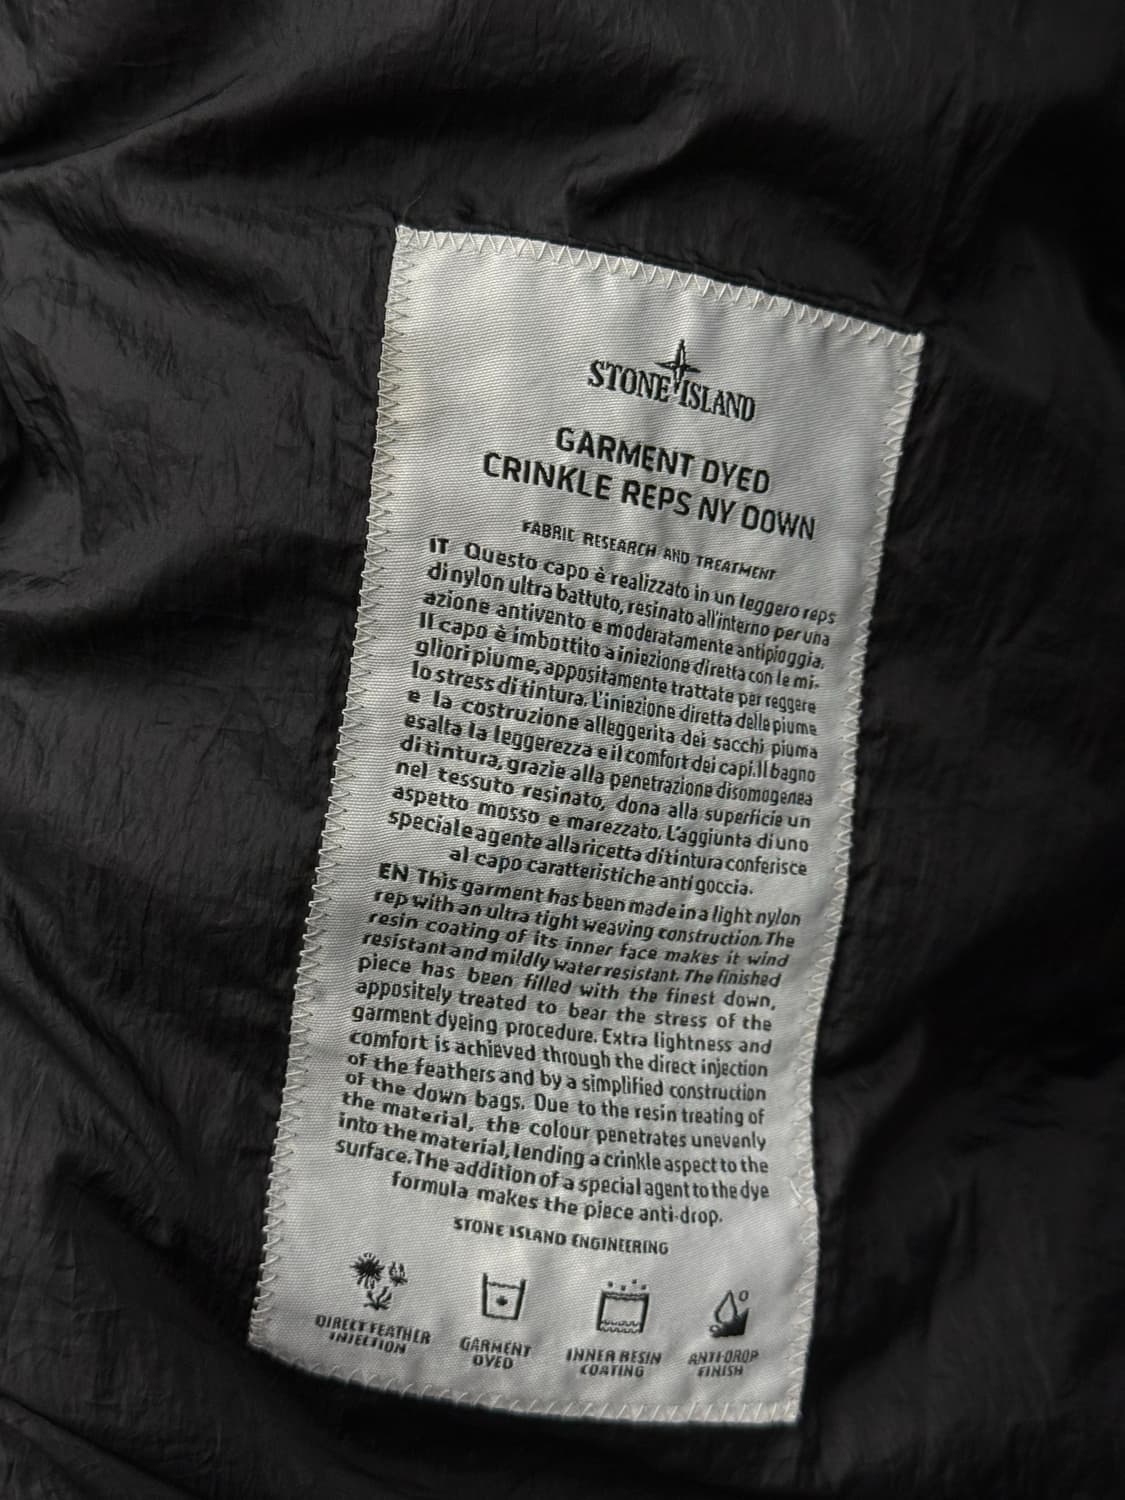 STONE ISLAND
GARMENT DYED
CRINKLE REPS NY DOWN
FABRIC RESEARCH AND TREATMENT
IT Questo capo è realizzato in un leggero reps
di nylon ultra battuto, resinato all'interno per una
azione antivento e moderatamente antipioggia.
Il capo è imbottito a iniezione diretta con le mi-
gliori piume, appositamente trattate per reggere
lo stress di tintura. L'iniezione diretta delle piume
e la costruzione alleggerita dei sacchi piuma
esalta la leggerezza e il comfort dei capi. Il bagno
di tintura, grazie alla penetrazione disomogenea
nel tessuto resinato, dona alla superficie un
aspetto mosso e marezzato. L'aggiunta di uno
speciale agente alla ricetta di tintura conferisce
al capo caratteristiche anti goccia.
EN This garment has been made in a light nylon
rep with an ultra tight weaving construction. The
resin coating of its inner face makes it wind
resistant and mildly water resistant. The finished
piece has been filled with the finest down,
appositely treated to bear the stress of the
garment dyeing procedure. Extra lightness and
comfort is achieved through the direct injection
of the feathers and by a simplified construction
of the down bags. Due to the resin treating of
the material, the colour penetrates unevenly
into the material, lending a crinkle aspect to the
surface. The addition of a special agent to the dye
formula makes the piece anti-drop.
STONE ISLAND ENGINEERING
DIRECT FEATHER
INJECTION
GARMENT
DYED
INNER RESIN
COATING
ANTI-DROP
FINISH